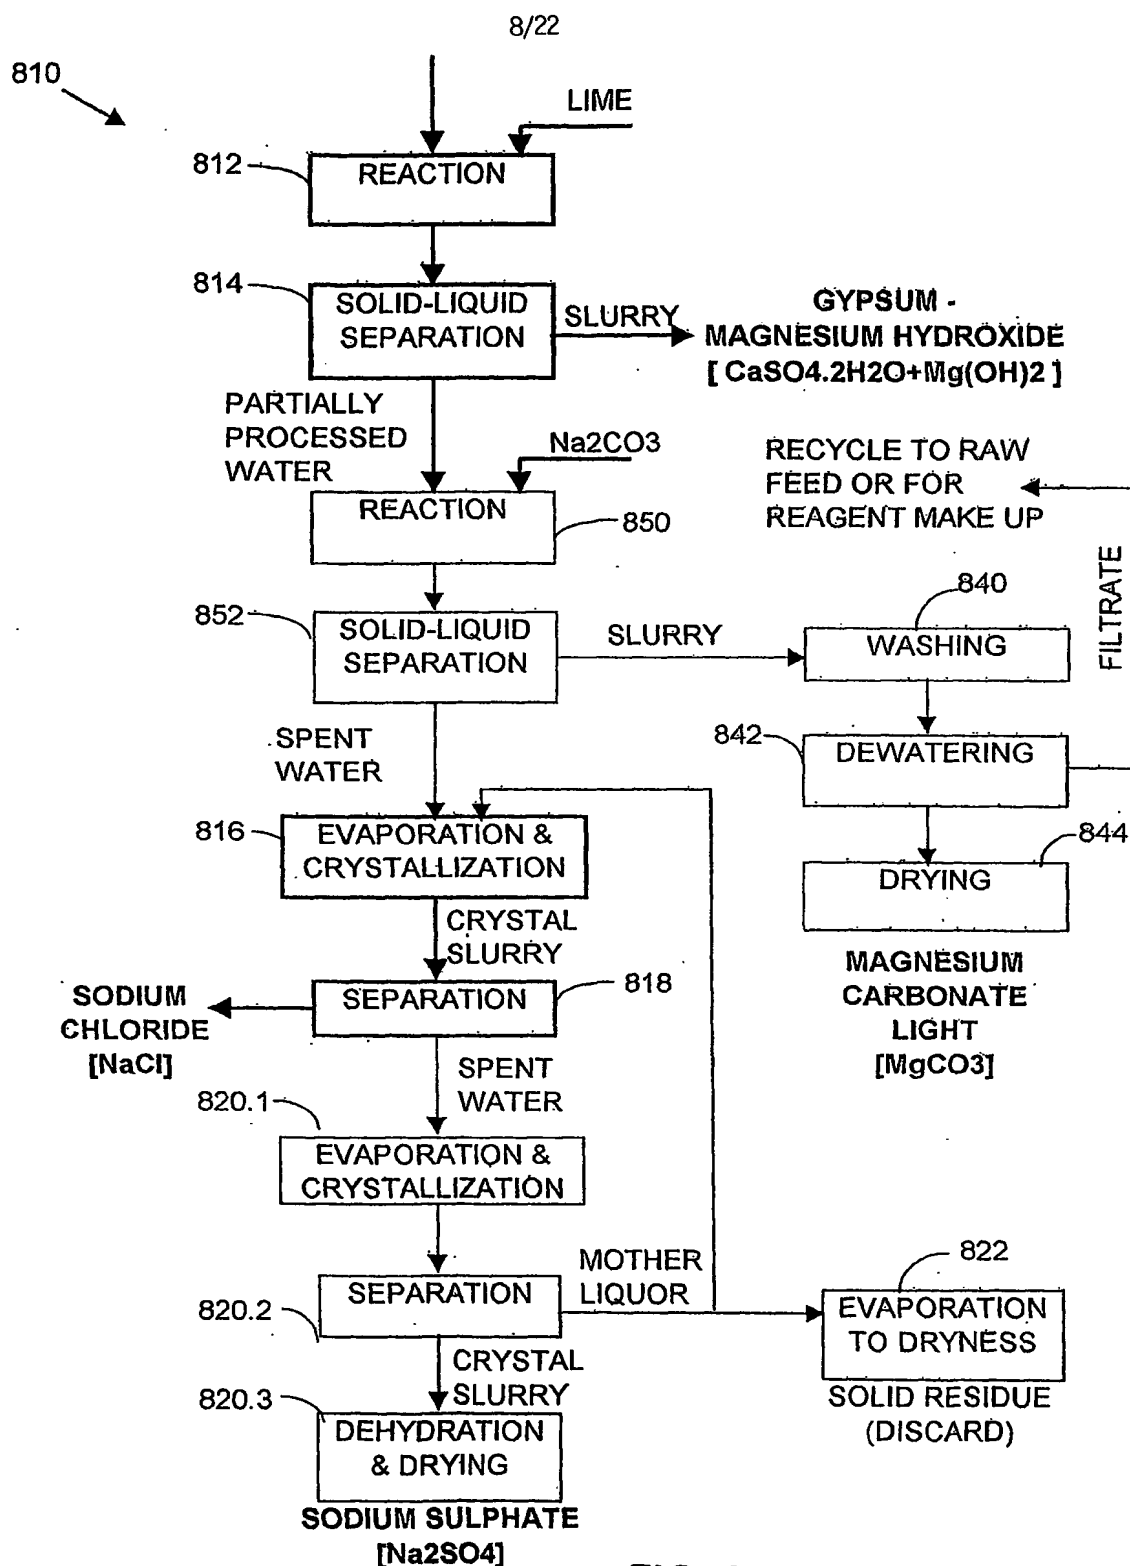 8/22
810
LIME
812
REACTION
814
SOLID-LIQUID
SEPARATION
SLURRY
GYPSUM -
MAGNESIUM HYDROXIDE
[ CaSO4.2H2O+Mg(OH)2 ]
PARTIALLY
PROCESSED
WATER
Na2CO3
RECYCLE TO RAW
FEED OR FOR
REAGENT MAKE UP
REACTION
850
FILTRATE
852
SOLID-LIQUID
SEPARATION
SLURRY
840
WASHING
SPENT
WATER
842
DEWATERING
816
EVAPORATION &
CRYSTALLIZATION
844
DRYING
CRYSTAL
SLURRY
MAGNESIUM
CARBONATE
LIGHT
[MgCO3]
SODIUM
CHLORIDE
[NaCl]
SEPARATION
818
SPENT
WATER
820.1
EVAPORATION &
CRYSTALLIZATION
MOTHER
LIQUOR
822
820.2
SEPARATION
EVAPORATION
TO DRYNESS
SOLID RESIDUE
(DISCARD)
CRYSTAL
SLURRY
820.3
DEHYDRATION
& DRYING
SODIUM SULPHATE
[Na2SO4]